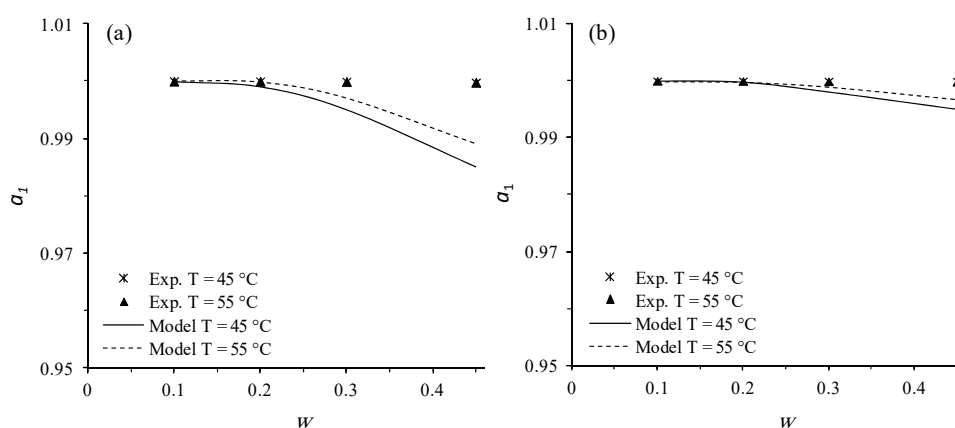 1.01
(a)
0.99
a1
0.97
Exp. T = 45 °C
Exp. T = 55 °C
Model T = 45 °C
Model T = 55 °C
0.95
0 0.1 0.2 0.3 0.4
w
1.01
(b)
0.99
a1
0.97
Exp. T = 45 °C
Exp. T = 55 °C
Model T = 45 °C
Model T = 55 °C
0.95
0 0.1 0.2 0.3 0.4
w